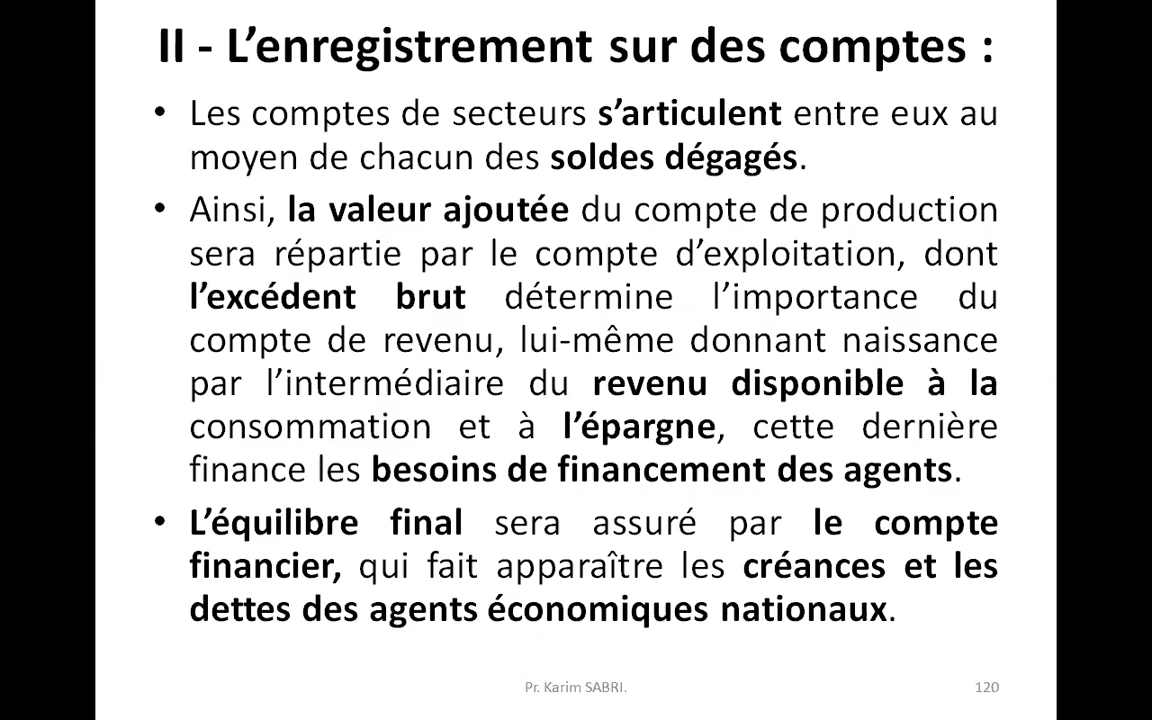 II - L’enregistrement sur des comptes :
• Les comptes de secteurs s’articulent entre eux au
moyen de chacun des soldes dégagés.
• Ainsi, la valeur ajoutée du compte de production
sera répartie par le compte d’exploitation, dont
l’excédent brut détermine l’importance du
compte de revenu, lui-même donnant naissance
par l’intermédiaire du revenu disponible à la
consommation et à l’épargne, cette dernière
finance les besoins de financement des agents.
• L’équilibre final sera assuré par le compte
financier, qui fait apparaître les créances et les
dettes des agents économiques nationaux.
Pr. Karim SABRI.
120